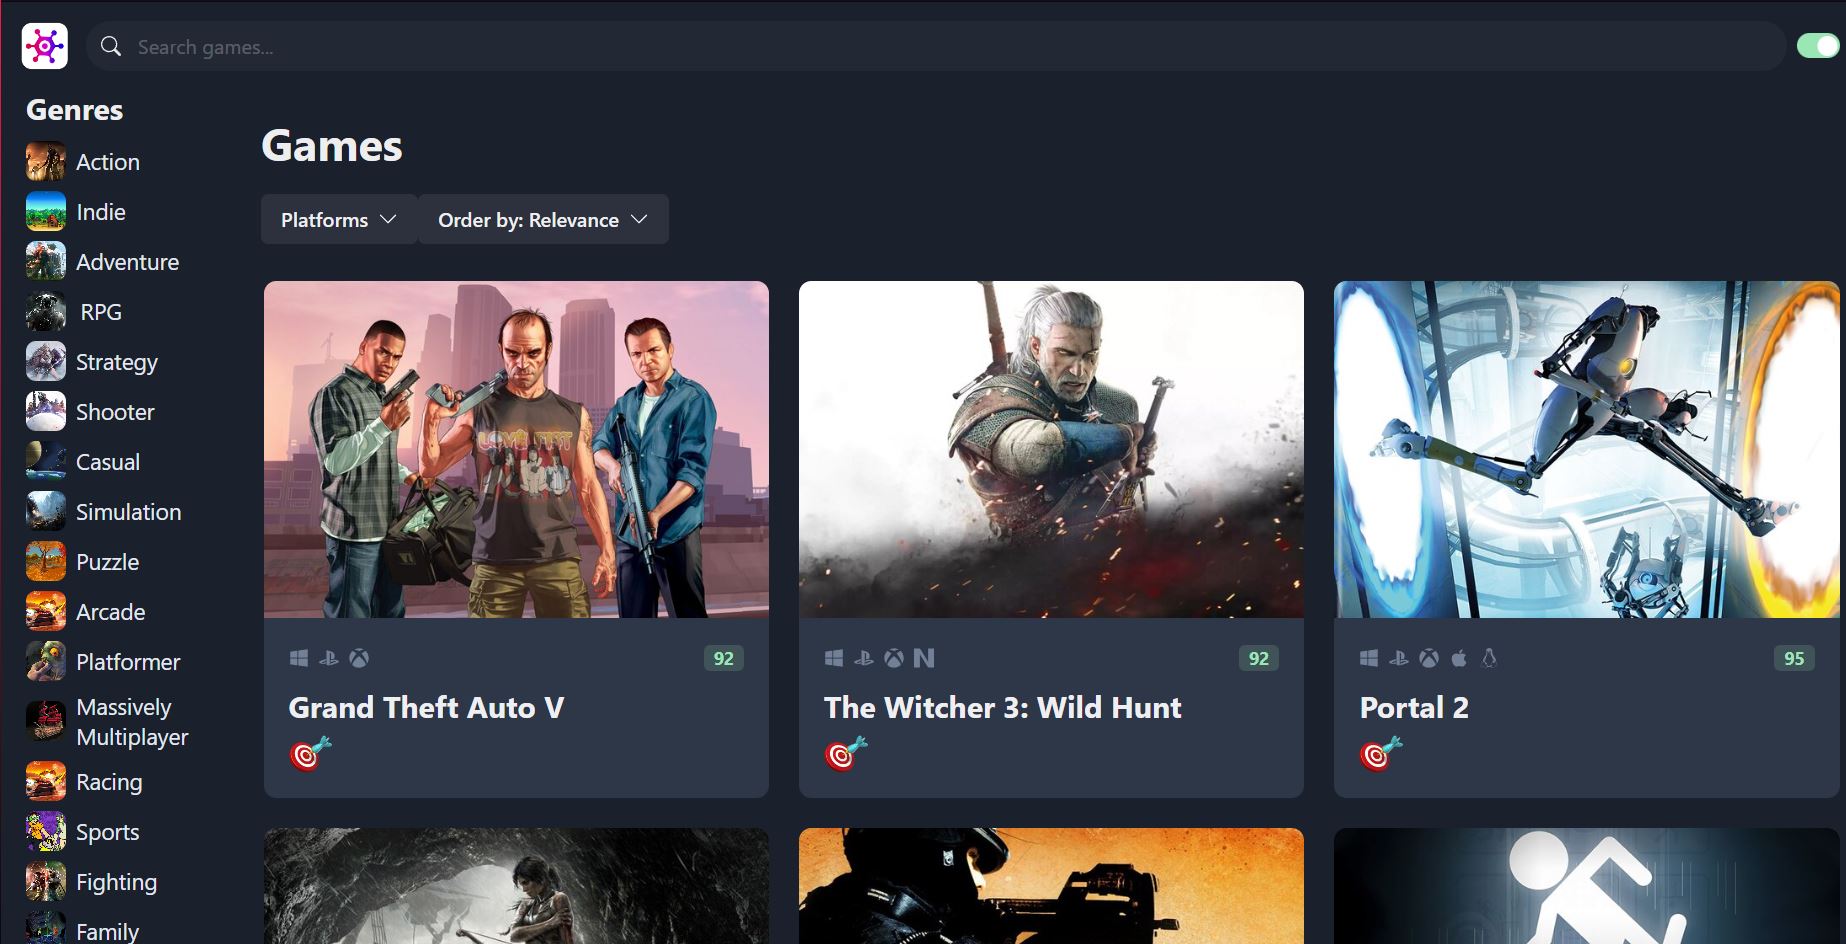 Search games...
Genres
Action
Indie
Adventure
RPG
Strategy
Shooter
Casual
Simulation
Puzzle
Arcade
Platformer
Massively
Multiplayer
Racing
Sports
Fighting
Family
Games
Platforms
Order by: Relevance
LOVE FIST
92
Grand Theft Auto V
92
The Witcher 3: Wild Hunt
95
Portal 2